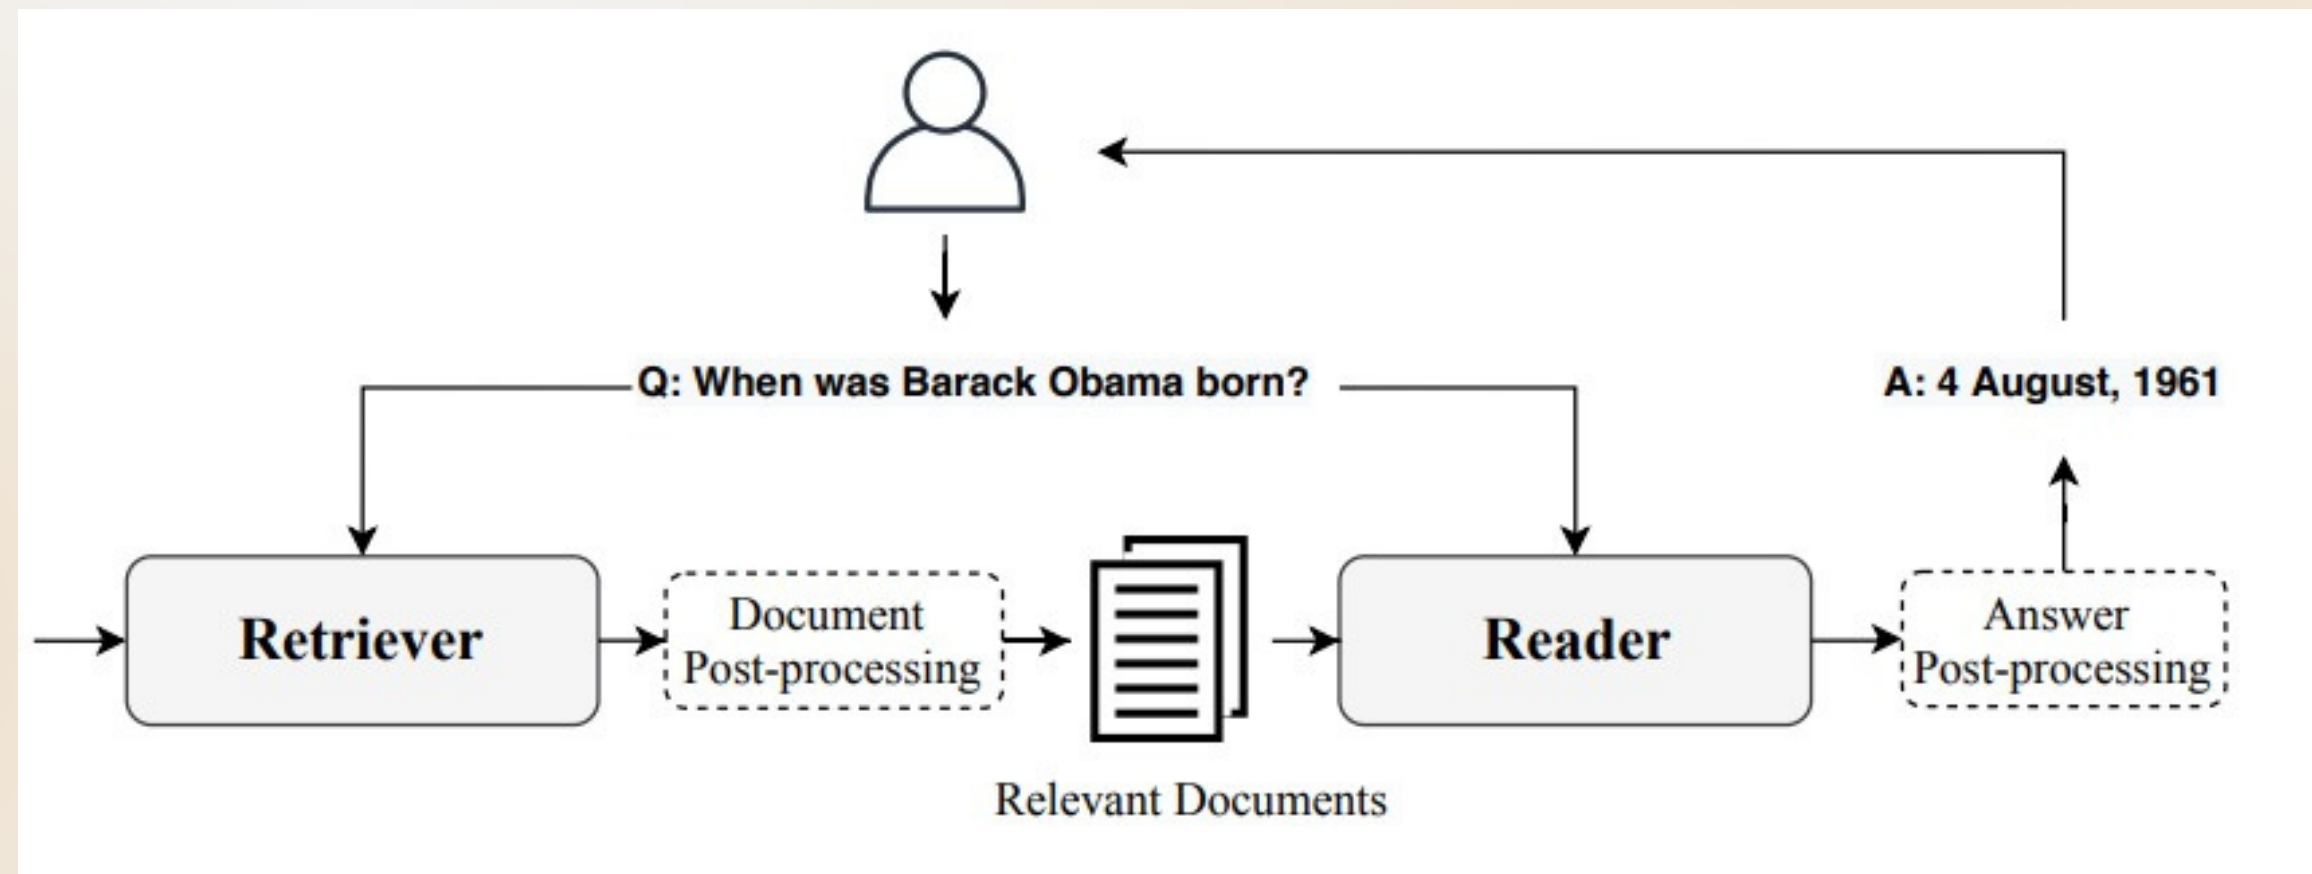 Q: When was Barack Obama born?
A: 4 August, 1961
Retriever
Document
Post-processing
Reader
Answer
Post-processing
Relevant Documents